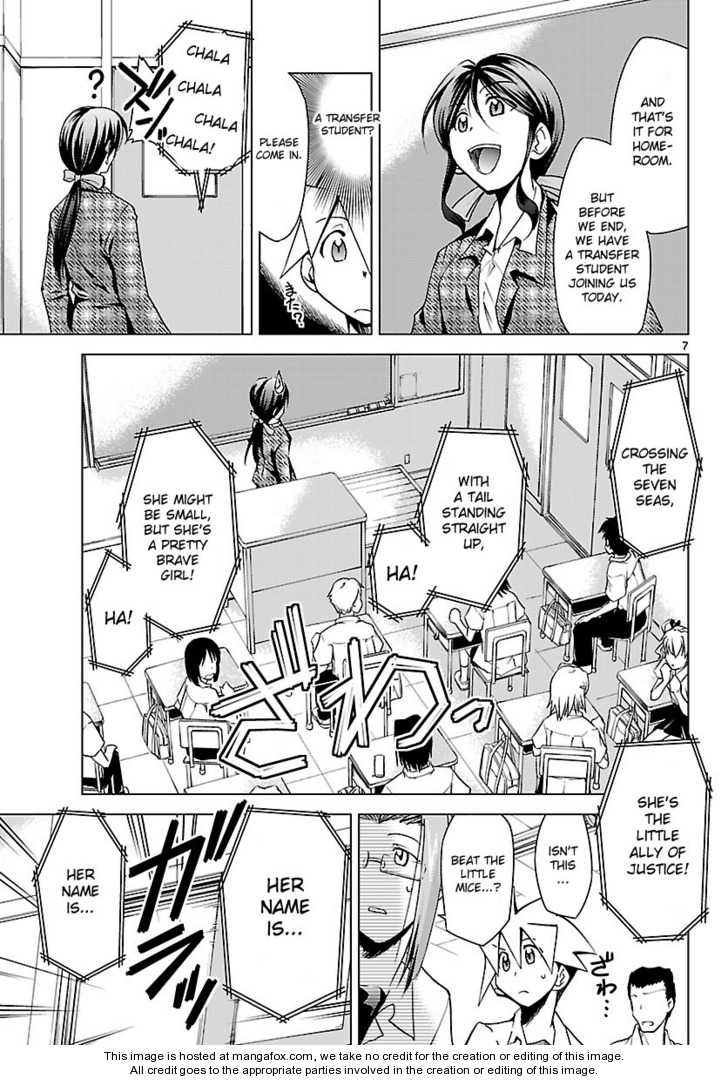 AND
THAT'S
IT FOR
HOME-
ROOM.
BUT
BEFORE
WE END,
WE HAVE
A TRANSFER
STUDENT
JOINING US
TODAY.
A TRANSFER
STUDENT?
また?
PLEASE
COME IN.
CHALA
CHALA
CHALA
CHALA!
?
7
CROSSING
THE
SEVEN
SEAS,
WITH
A TAIL
STANDING
STRAIGHT
UP,
HA!
SHE MIGHT
BE SMALL,
BUT SHE'S
A PRETTY
BRAVE
GIRL!
HA!
ざわっ
SHE'S
THE
LITTLE
ALLY OF
JUSTICE!
ISN'T
THIS
...
BEAT THE
LITTLE
MICE...?
ざわ
HER
NAME
IS...
ガラッ
HER
NAME
IS...
This image is hosted at mangafox.com, we take no credit for the creation or editing of this image.
All credit goes to the appropriate parties involved in the creation or editing of this image.